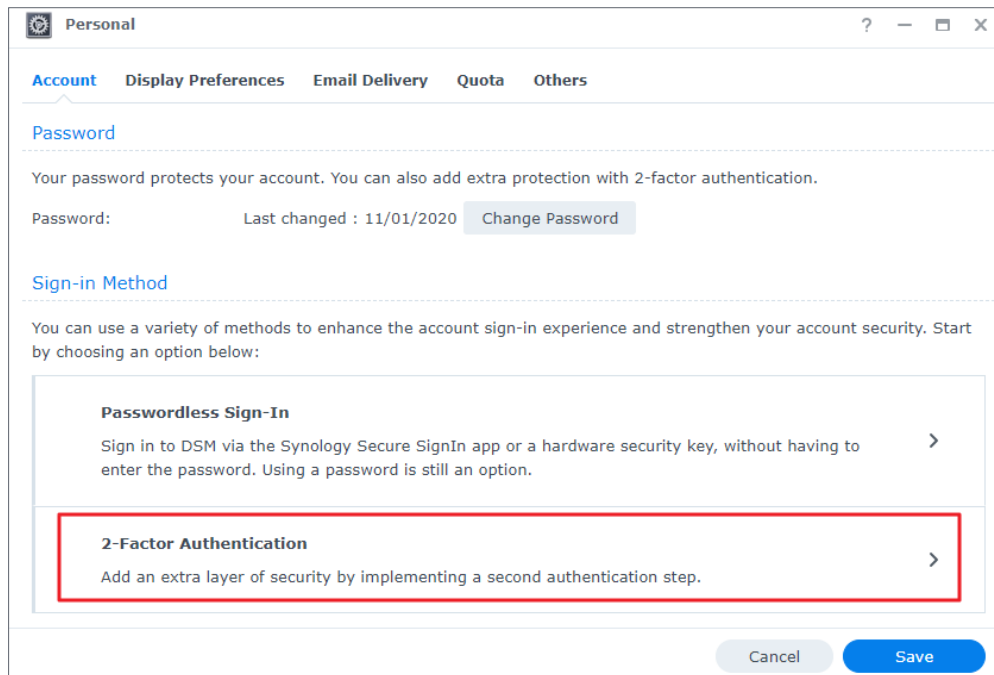 Personal
Account Display Preferences Email Delivery Quota Others
Password
Your password protects your account. You can also add extra protection with 2-factor authentication.
Password: Last changed : 11/01/2020 Change Password
Sign-in Method
You can use a variety of methods to enhance the account sign-in experience and strengthen your account security. Start
by choosing an option below:
Passwordless Sign-In
Sign in to DSM via the Synology Secure SignIn app or a hardware security key, without having to
enter the password. Using a password is still an option.
2-Factor Authentication
Add an extra layer of security by implementing a second authentication step.
Cancel Save